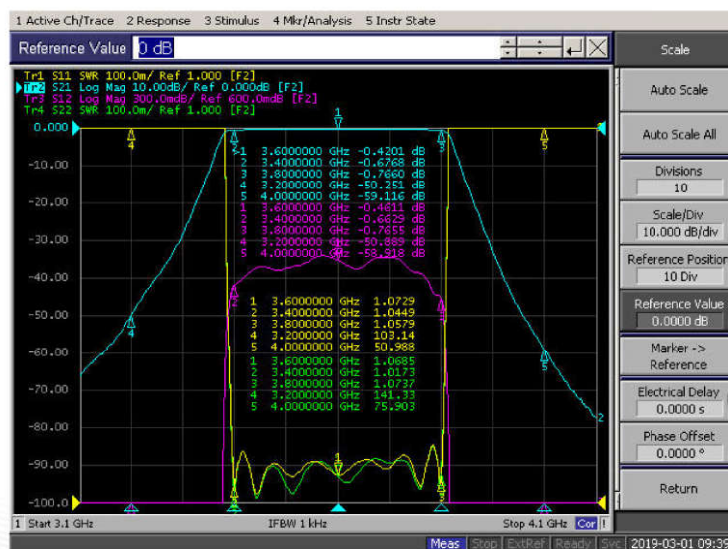 1 Active Ch/Trace 2 Response 3 Stimulus 4 Mkr/Analysis 5 Instr State
Reference Value 0 dB
Scale
Tr1 S11 SWR 100.0m/ Ref 1.000 [F2]
Tr2 S21 Log Mag 10.00dB/ Ref 0.000dB [F2]
Tr3 S12 Log Mag 300.0mdB/ Ref 600.0mdB [F2]
Tr4 S22 SWR 100.0m/ Ref 1.000 [F2]
0.000
-10.00
-20.00
-30.00
-40.00
-50.00
-60.00
-70.00
-80.00
-90.00
-100.0
1 3.6000000 GHz -0.4201 dB
2 3.4000000 GHz -0.6768 dB
3 3.8000000 GHz -0.7660 dB
4 3.2000000 GHz -50.251 dB
5 4.0000000 GHz -59.116 dB
1 3.6000000 GHz -0.4611 dB
2 3.4000000 GHz -0.6629 dB
3 3.8000000 GHz -0.7655 dB
4 3.2000000 GHz -50.889 dB
5 4.0000000 GHz -58.918 dB
1 3.6000000 GHz 1.0729
2 3.4000000 GHz 1.0449
3 3.8000000 GHz 1.0579
4 3.2000000 GHz 103.14
5 4.0000000 GHz 50.988
1 3.6000000 GHz 1.0685
2 3.4000000 GHz 1.0173
3 3.8000000 GHz 1.0737
4 3.2000000 GHz 141.33
5 4.0000000 GHz 75.903
1
4
3
5
4
5
2
Auto Scale
Auto Scale All
Divisions
10
Scale/Div
10.000 dB/div
Reference Position
10 Div
Reference Value
0.0000 dB
Marker ->
Reference
Electrical Delay
0.0000 s
Phase Offset
0.0000 °
Return
1 Start 3.1 GHz IFBW 1 kHz Stop 4.1 GHz Cor !
Meas Stop ExtRef Ready Svc 2019-03-01 09:39